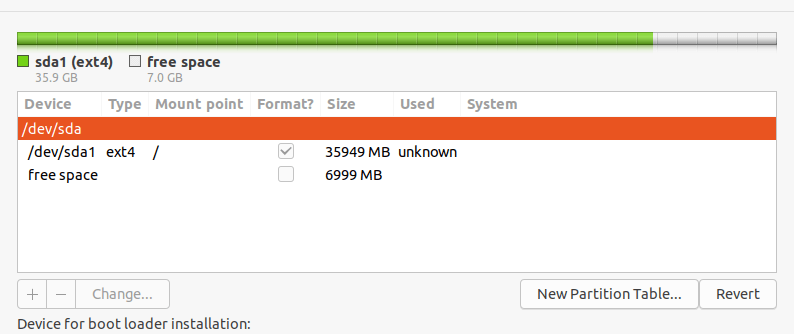 sda1 (ext4) free space
35.9 GB 7.0 GB
Device Type Mount point Format? Size Used System
/dev/sda
/dev/sda1 ext4 / 35949 MB unknown
free space 6999 MB
+ − Change... New Partition Table... Revert
Device for boot loader installation: